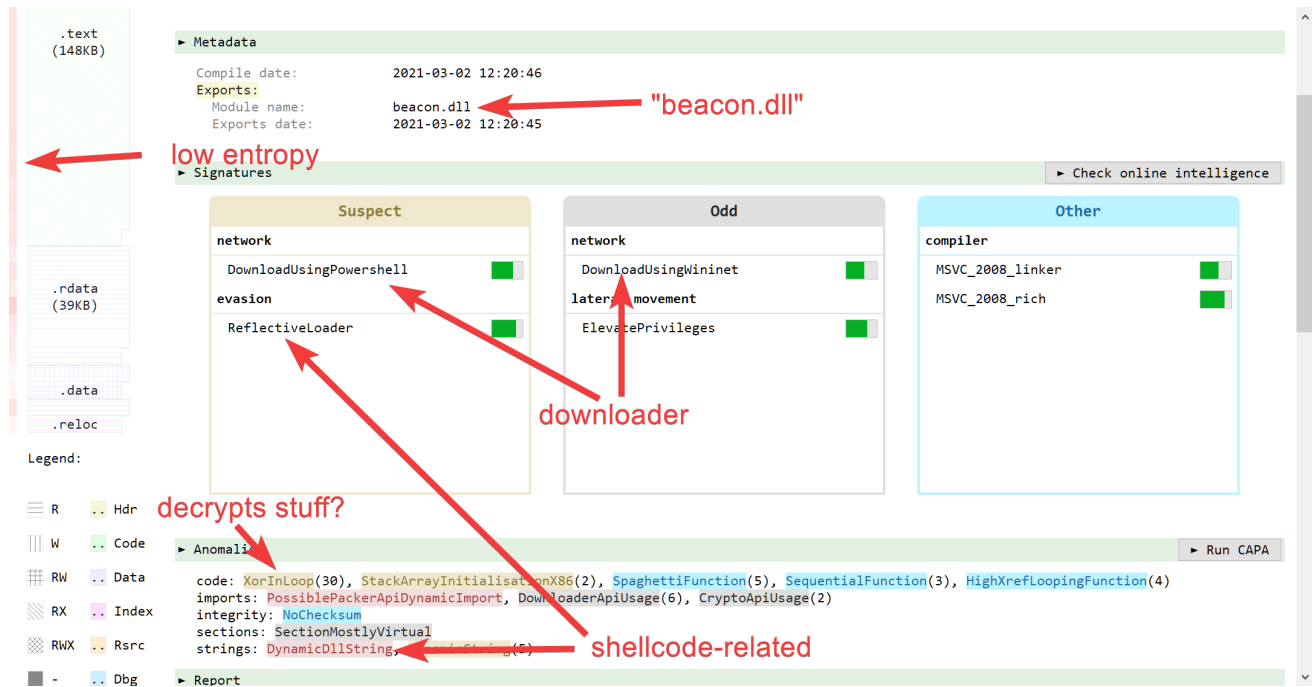 .text
(148KB)
► Metadata
Compile date: 2021-03-02 12:20:46
Exports:
Module name: beacon.dll
"beacon.dll"
Exports date: 2021-03-02 12:20:45
low entropy
► Signatures
► Check online intelligence
Suspect
network
DownloadUsingPowershell
evasion
ReflectiveLoader
Odd
network
DownloadUsingWininet
lateral movement
ElevatePrivileges
Other
compiler
MSVC_2008_linker
MSVC_2008_rich
.rdata
(39KB)
.data
.reloc
downloader
Legend:
R .. Hdr
W .. Code
RW .. Data
RX .. Index
RWX .. Rsrc
- .. Dbg
decrypts stuff?
► Anomali
► Run CAPA
code: XorInLoop(30), StackArrayInitialisationX86(2), SpaghettiFunction(5), SequentialFunction(3), HighXrefLoopingFunction(4)
imports: PossiblePackerApiDynamicImport, DownloaderApiUsage(6), CryptoApiUsage(2)
integrity: NoChecksum
sections: SectionMostlyVirtual
strings: DynamicDllString, (5)
shellcode-related
► Report